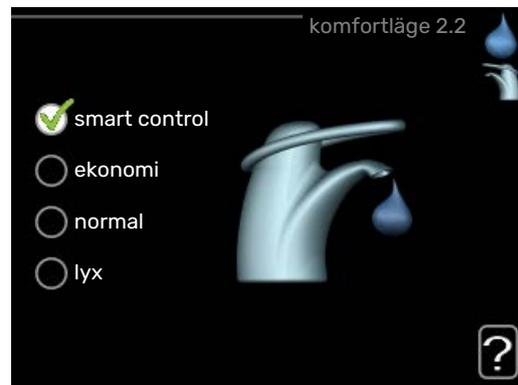 komfortläge 2.2
smart control
ekonomi
normal
lyx
?